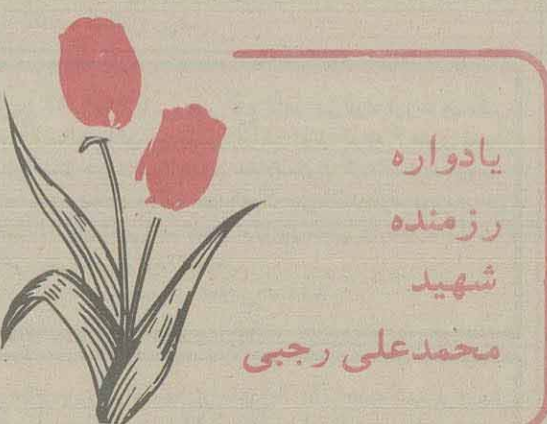 یادواره
رزمنده
شهید
محمدعلی رجبی